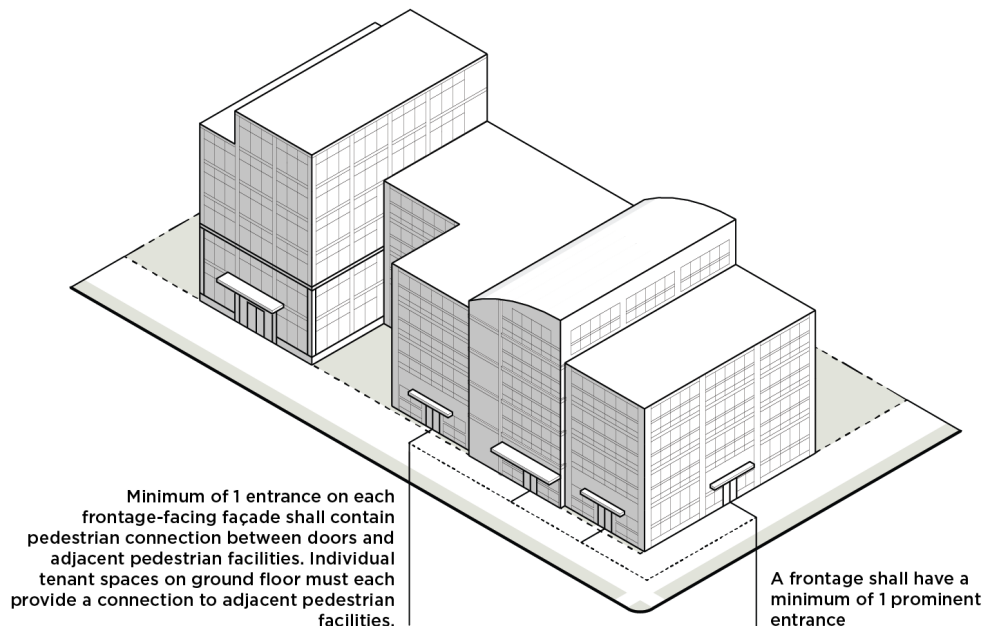 Minimum of 1 entrance on each
frontage-facing façade shall contain
pedestrian connection between doors and
adjacent pedestrian facilities. Individual
tenant spaces on ground floor must each
provide a connection to adjacent pedestrian
facilities.
A frontage shall have a
minimum of 1 prominent
entrance